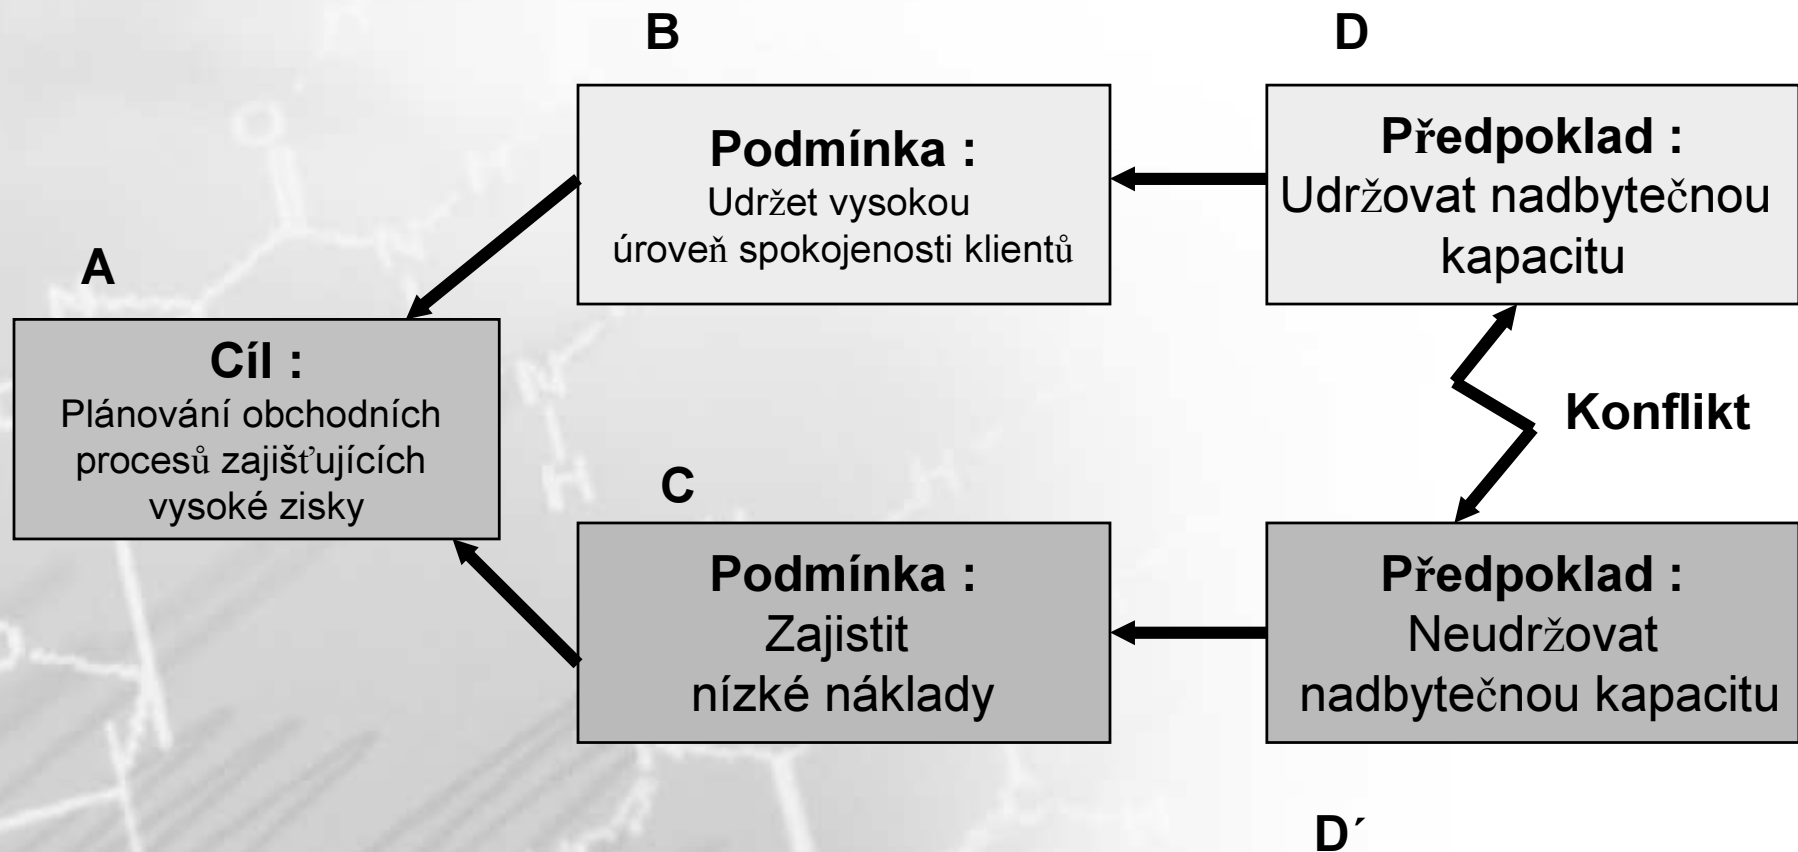 B
D
Podmínka :
Udržet vysokou
úroveň spokojenosti klientů
Předpoklad :
Udržovat nadbytečnou
kapacitu
A
Cíl :
Plánování obchodních
procesů zajišťujících
vysoké zisky
Konflikt
C
Podmínka :
Zajistit
nízké náklady
Předpoklad :
Neudržovat
nadbytečnou kapacitu
D´